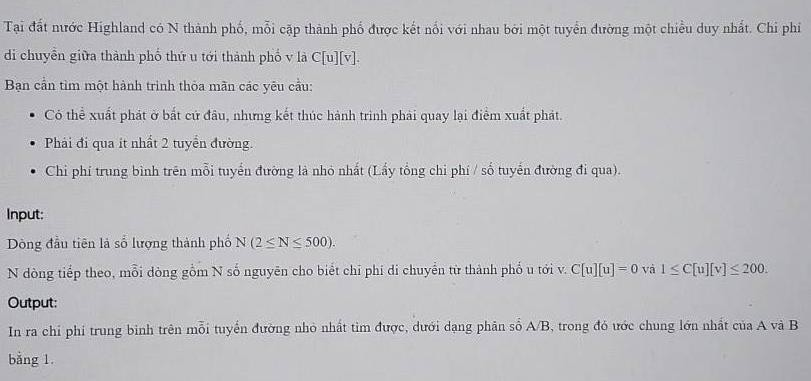 Tại đất nước Highland có N thành phố, mỗi cặp thành phố được kết nối với nhau bởi một tuyến đường một chiều duy nhất. Chi phí
di chuyển giữa thành phố thứ u tới thành phố v là C[u][v].
Bạn cần tìm một hành trình thỏa mãn các yêu cầu:
• Có thể xuất phát ở bất cứ đâu, nhưng kết thúc hành trình phải quay lại điểm xuất phát.
• Phải đi qua ít nhất 2 tuyến đường.
• Chi phí trung bình trên mỗi tuyến đường là nhỏ nhất (Lấy tổng chi phí / số tuyến đường đi qua).
Input:
Dòng đầu tiên là số lượng thành phố N (2 ≤ N ≤ 500).
N dòng tiếp theo, mỗi dòng gồm N số nguyên cho biết chi phí di chuyển từ thành phố u tới v. C[u][u] = 0 và 1 ≤ C[u][v] ≤ 200.
Output:
In ra chi phí trung bình trên mỗi tuyến đường nhỏ nhất tìm được, dưới dạng phân số A/B, trong đó ước chung lớn nhất của A và B
bằng 1.